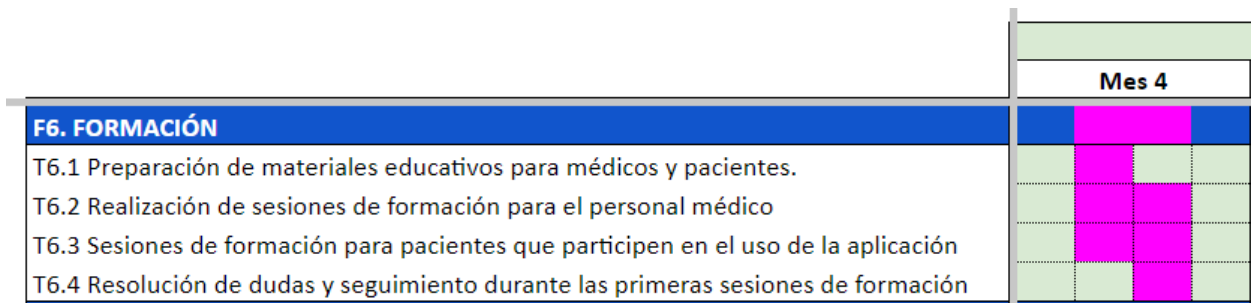 Mes 4
F6. FORMACIÓN
T6.1 Preparación de materiales educativos para médicos y pacientes.
T6.2 Realización de sesiones de formación para el personal médico
T6.3 Sesiones de formación para pacientes que participen en el uso de la aplicación
T6.4 Resolución de dudas y seguimiento durante las primeras sesiones de formación